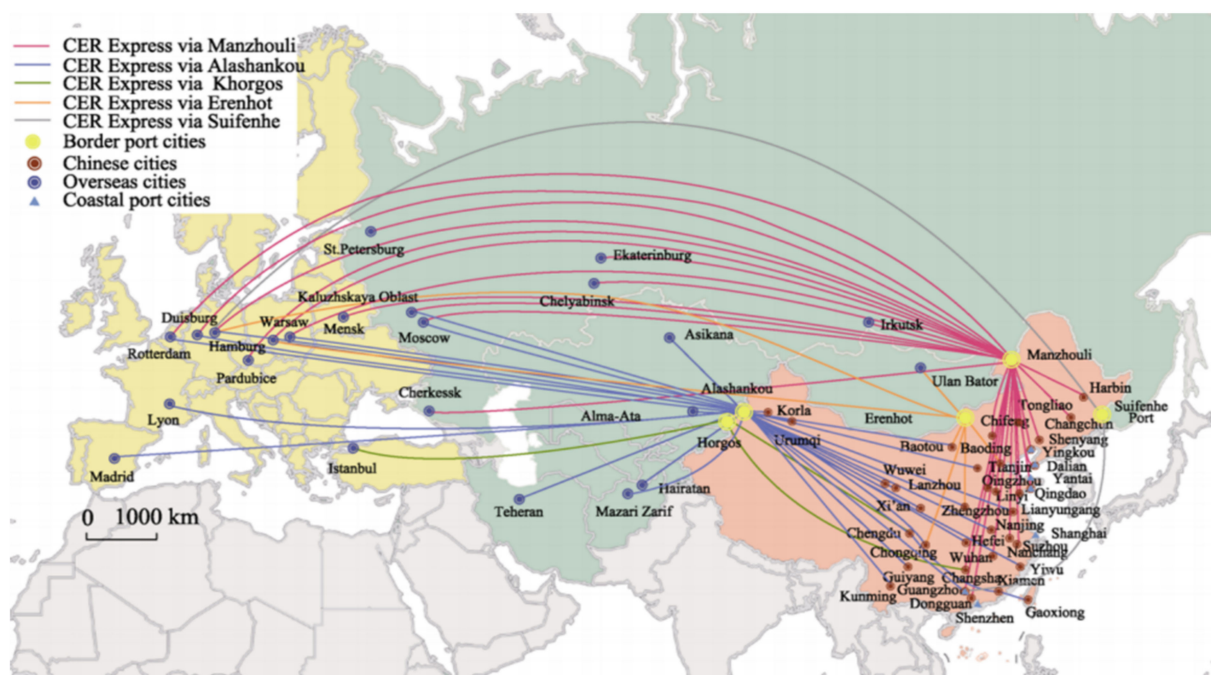 CER Express via Manzhouli
CER Express via Alashankou
CER Express via Khorgos
CER Express via Erenhot
CER Express via Suifenhe
Border port cities
Chinese cities
Overseas cities
Coastal port cities
St.Petersburg
Ekaterinburg
Chelyabinsk
Kaluzhskaya Oblast
Duisburg
Warsaw
Mensk
Irkutsk
Moscow
Asikana
Hamburg
Rotterdam
Manzhouli
Pardubice
Ulan Bator
Harbin
Cherkessk
Alashankou
Tongliao
Suifenhe
Port
Lyon
Alma-Ata
Korla
Erenhot
Chifeng
Changchun
Urumqi
Horgos
Shenyang
Baotou
Baoding
Yingkou
Istanbul
Madrid
Wuwei
Tianjin
Dalian
Lanzhou
Qingzhou
Yantai
Hairatan
Linyi
Qingdao
Teheran
Mazari Zarif
Xi'an
Zhengzhou
Lianyungang
0 1000 km
Chengdu
Nanjing
Shanghai
Hefei
Suzhou
Chongqing
Wuhan
Nanchang
Yiwu
Guiyang
Changsha
Xiamen
Kunming
Guangzhou
Dongguan
Gaoxiong
Shenzhen